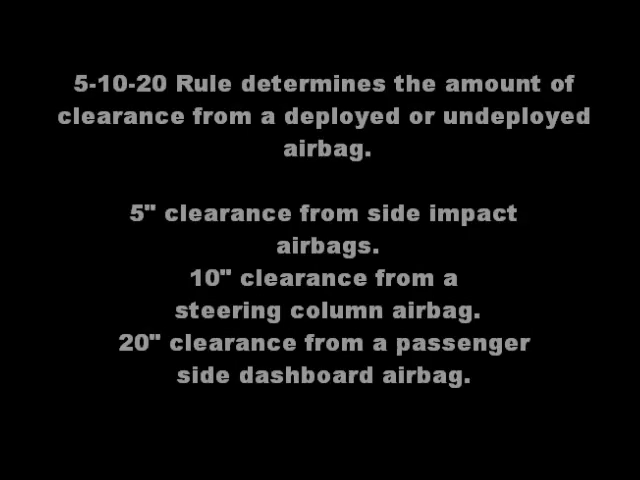 5-10-20 Rule determines the amount of
clearance from a deployed or undeployed
airbag.
5" clearance from side impact
airbags.
10" clearance from a
steering column airbag.
20" clearance from a passenger
side dashboard airbag.